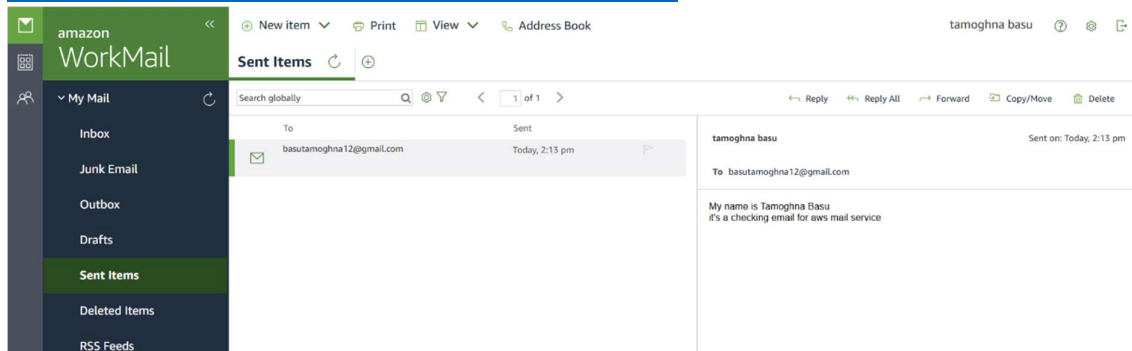 amazon
WorkMail
New item
Print
View
Address Book
tamoghna basu
Sent Items
My Mail
Inbox
Junk Email
Outbox
Drafts
Sent Items
Deleted Items
RSS Feeds
Search globally
1 of 1
Reply
Reply All
Forward
Copy/Move
Delete
To
Sent
basutamoghna12@gmail.com
Today, 2:13 pm
tamoghna basu
Sent on: Today, 2:13 pm
To basutamoghna12@gmail.com
My name is Tamoghna Basu
it's a checking email for aws mail service